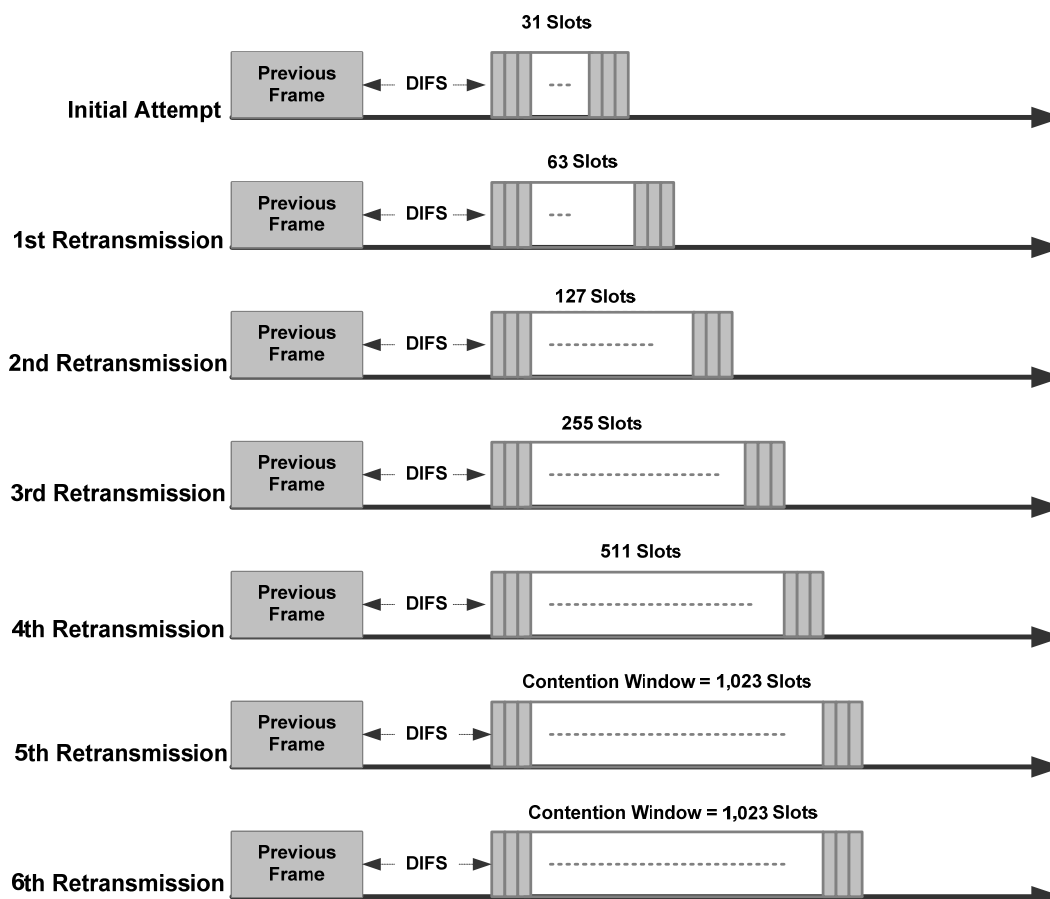 31 Slots
Previous
Frame
DIFS
Initial Attempt
63 Slots
Previous
Frame
DIFS
1st Retransmission
127 Slots
Previous
Frame
DIFS
2nd Retransmission
255 Slots
Previous
Frame
DIFS
3rd Retransmission
511 Slots
Previous
Frame
DIFS
4th Retransmission
Contention Window = 1,023 Slots
Previous
Frame
DIFS
5th Retransmission
Contention Window = 1,023 Slots
Previous
Frame
DIFS
6th Retransmission